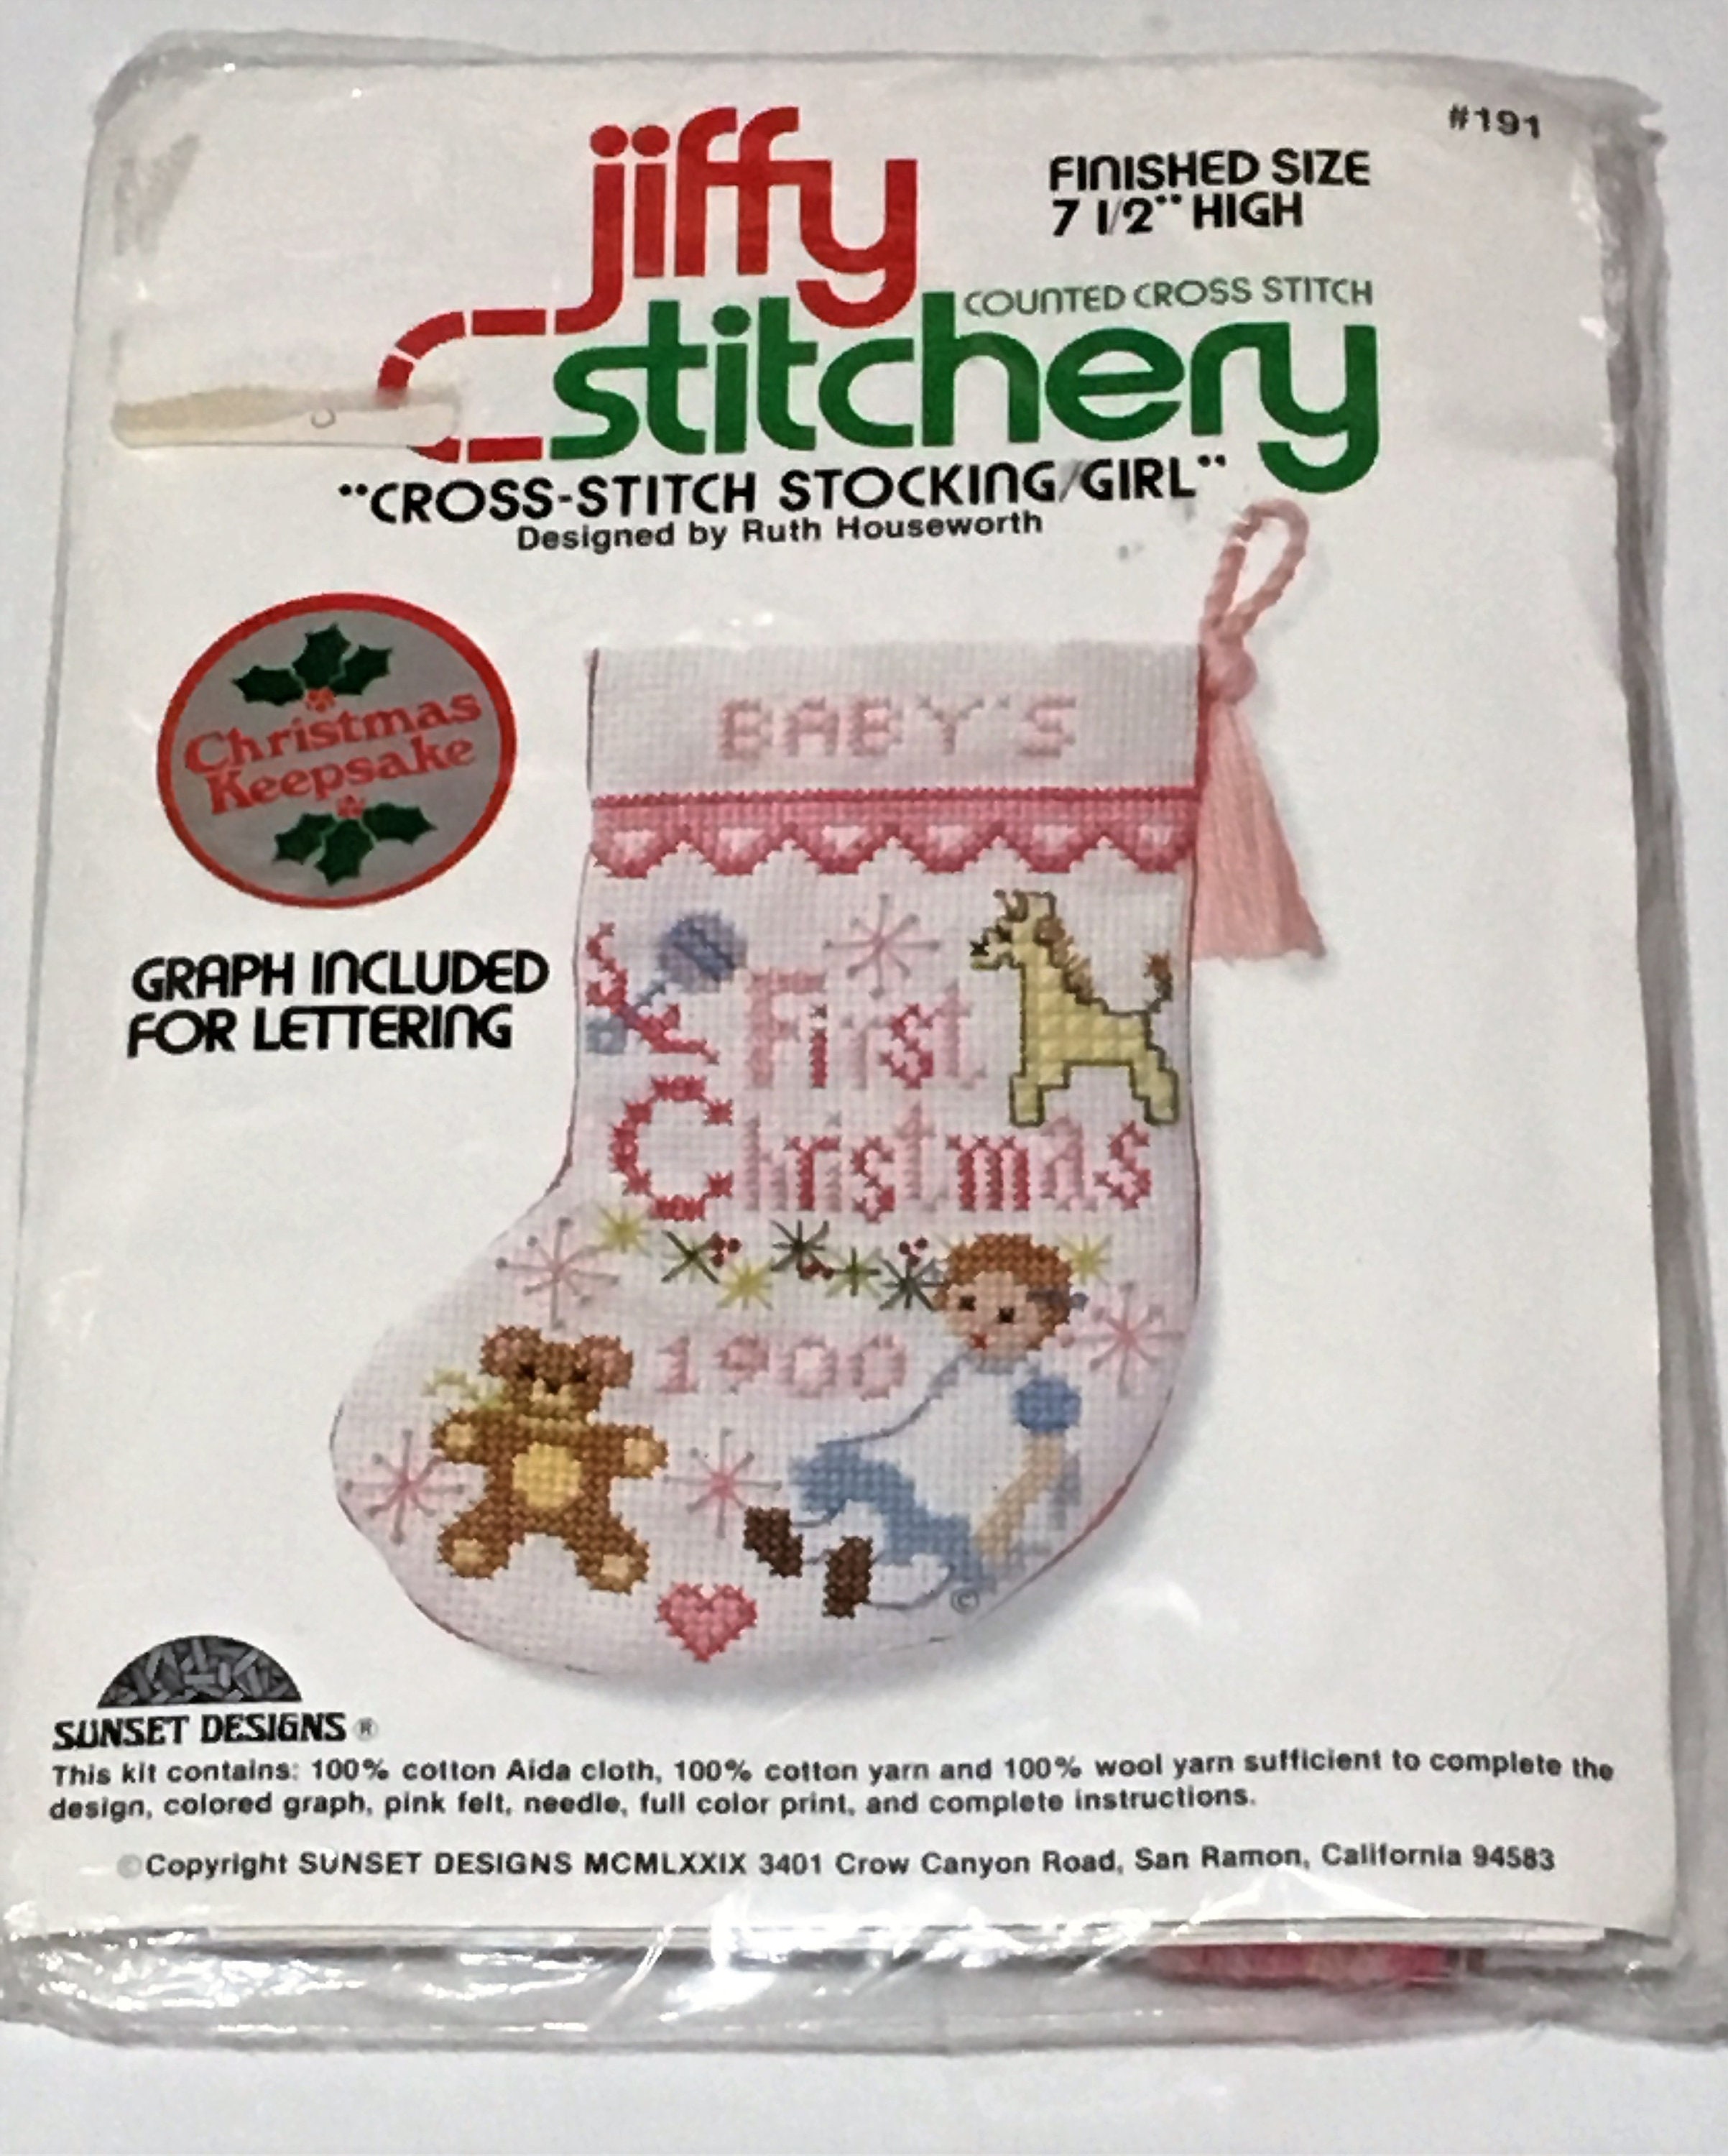 #191
jiffy
FINISHED SIZE
7 1/2" HIGH
COUNTED CROSS STITCH
stitchery
"CROSS-STITCH STOCKING/GIRL"
Designed by Ruth Houseworth
Christmas
Keepsake
GRAPH INCLUDED
FOR LETTERING
BABY'S
First
Christmas
1900
©
SUNSET DESIGNS ®
This kit contains: 100% cotton Aida cloth, 100% cotton yarn and 100% wool yarn sufficient to complete the
design, colored graph, pink felt, needle, full color print, and complete instructions.
©Copyright SUNSET DESIGNS MCMLXXIX 3401 Crow Canyon Road, San Ramon, California 94583